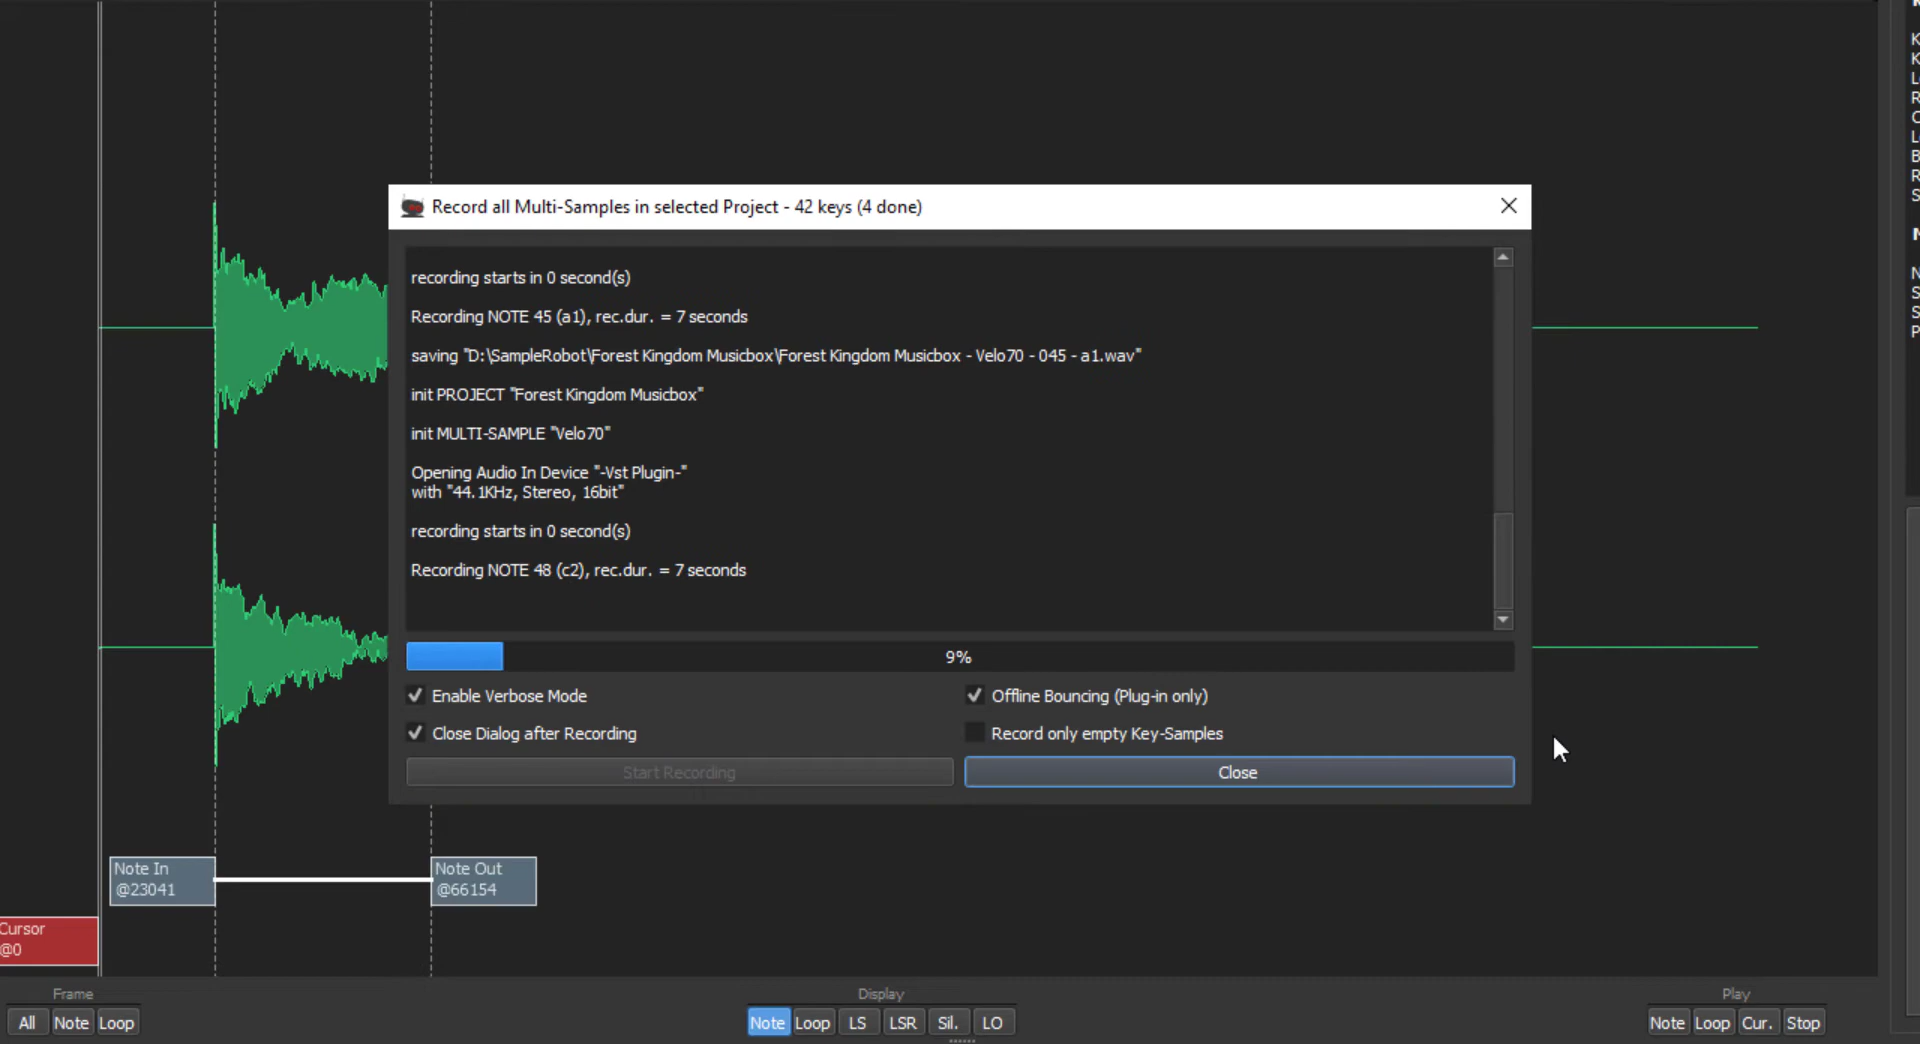 Record all Multi-Samples in selected Project - 42 keys (4 done)
recording starts in 0 second(s)
Recording NOTE 45 (a1), rec.dur. = 7 seconds
saving "D:\SampleRobot\Forest Kingdom Musicbox\Forest Kingdom Musicbox - Velo70 - 045 - a1.wav"
init PROJECT "Forest Kingdom Musicbox"
init MULTI-SAMPLE "Velo70"
Opening Audio In Device "-Vst Plugin-"
with "44.1KHz, Stereo, 16bit"
recording starts in 0 second(s)
Recording NOTE 48 (c2), rec.dur. = 7 seconds
9%
Enable Verbose Mode
Offline Bouncing (Plug-in only)
Close Dialog after Recording
Record only empty Key-Samples
Start Recording
Close
Note In
@23041
Note Out
@66154
Cursor
@0
Frame
Display
Play
All Note Loop
Note Loop LS LSR Sil. LO
Note Loop Cur. Stop